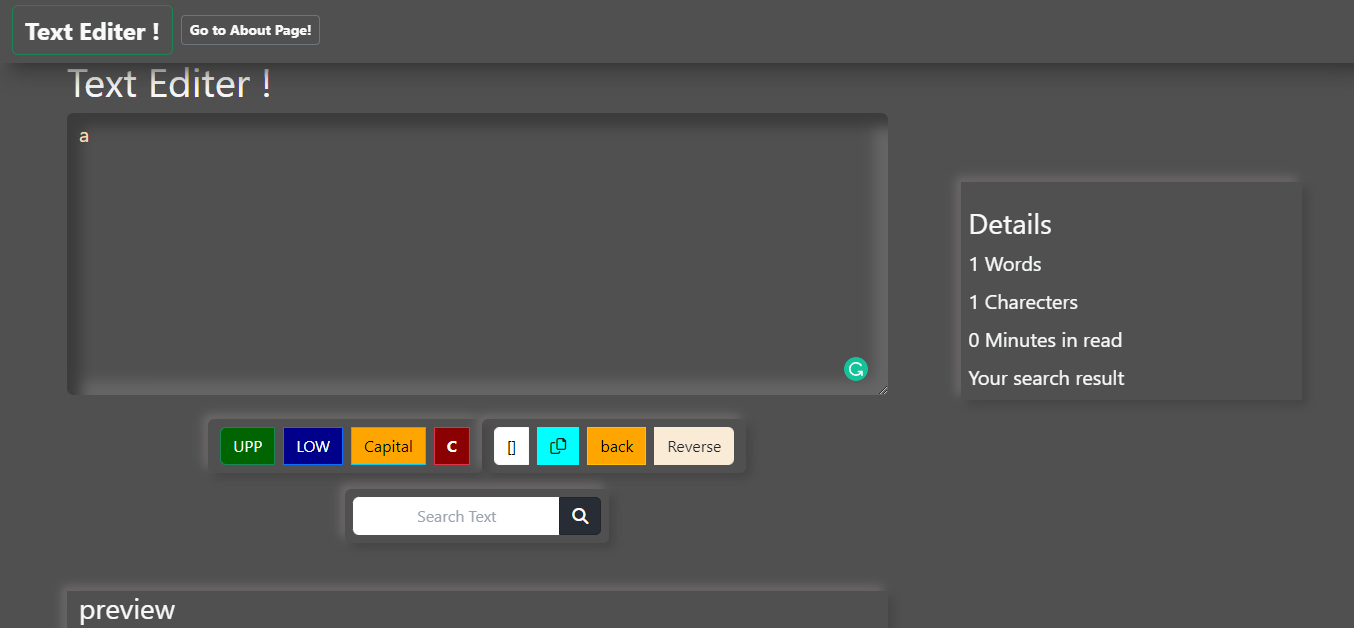 Text Editer ! Go to About Page!
Text Editer !
a
Details
1 Words
1 Charecters
0 Minutes in read
Your search result
UPP LOW Capital C [] back Reverse
Search Text
preview